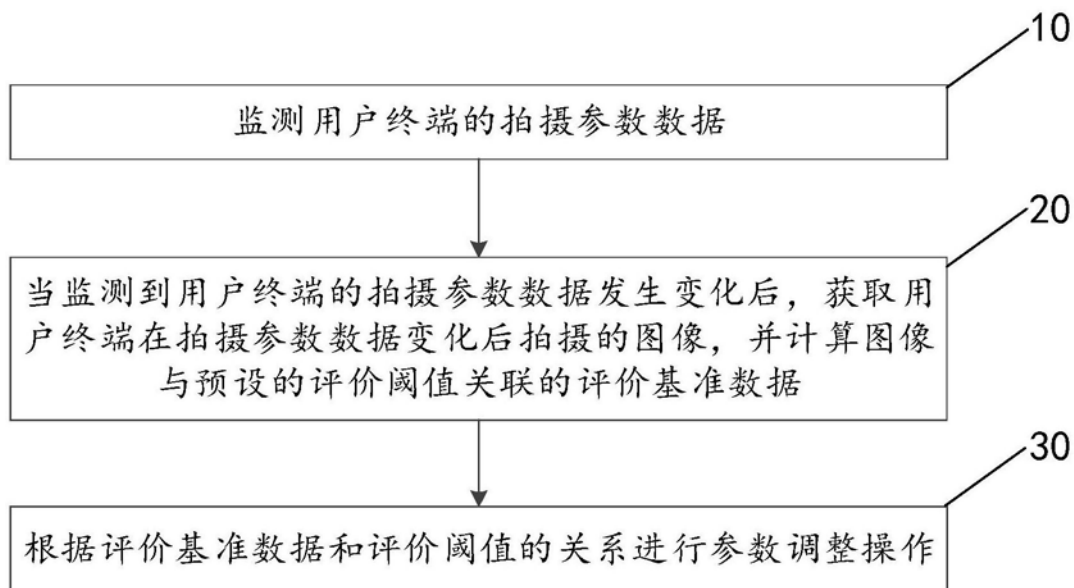 10
监测用户终端的拍摄参数数据
20
当监测到用户终端的拍摄参数数据发生变化后，获取用
户终端在拍摄参数数据变化后拍摄的图像，并计算图像
与预设的评价阈值关联的评价基准数据
30
根据评价基准数据和评价阈值的关系进行参数调整操作